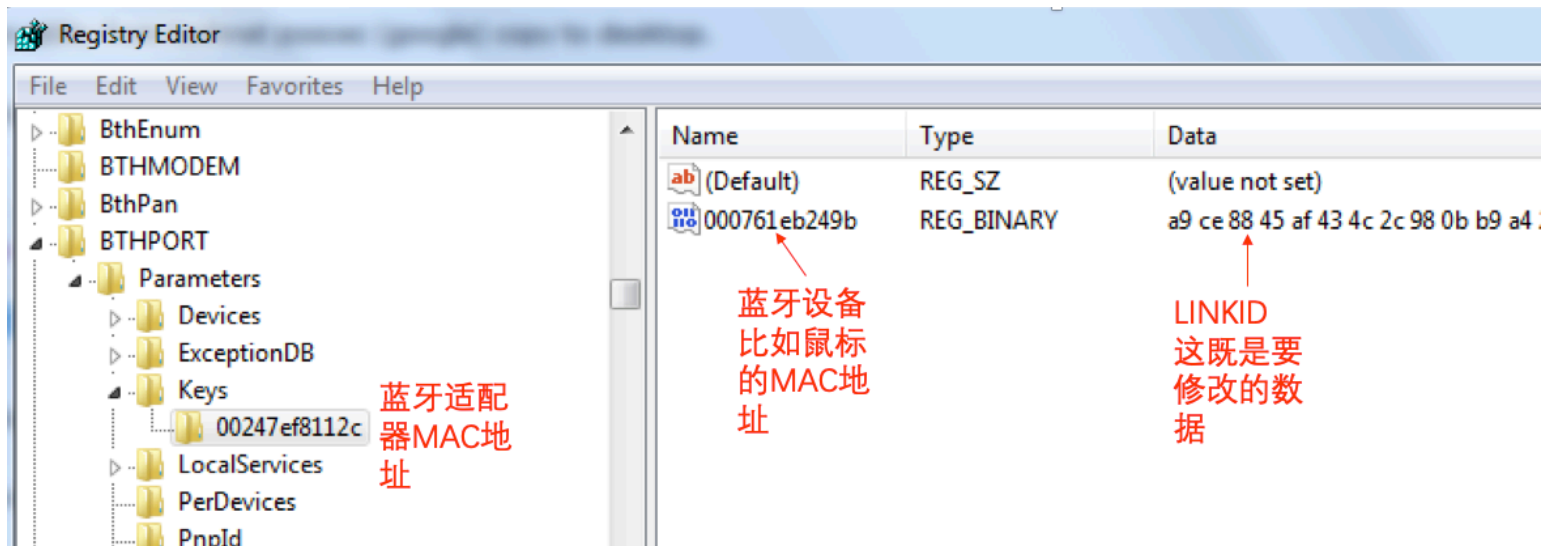 Registry Editor
File Edit View Favorites Help
BthEnum
BTHMODEM
BthPan
BTHPORT
Parameters
Devices
ExceptionDB
Keys
00247ef8112c
LocalServices
PerDevices
PnpId
蓝牙适配
器MAC地
址
Name Type Data
ab (Default) REG_SZ (value not set)
000761eb249b REG_BINARY a9 ce 88 45 af 43 4c 2c 98 0b b9 a4
蓝牙设备
比如鼠标
的MAC地
址
LINKID
这既是要
修改的数
据